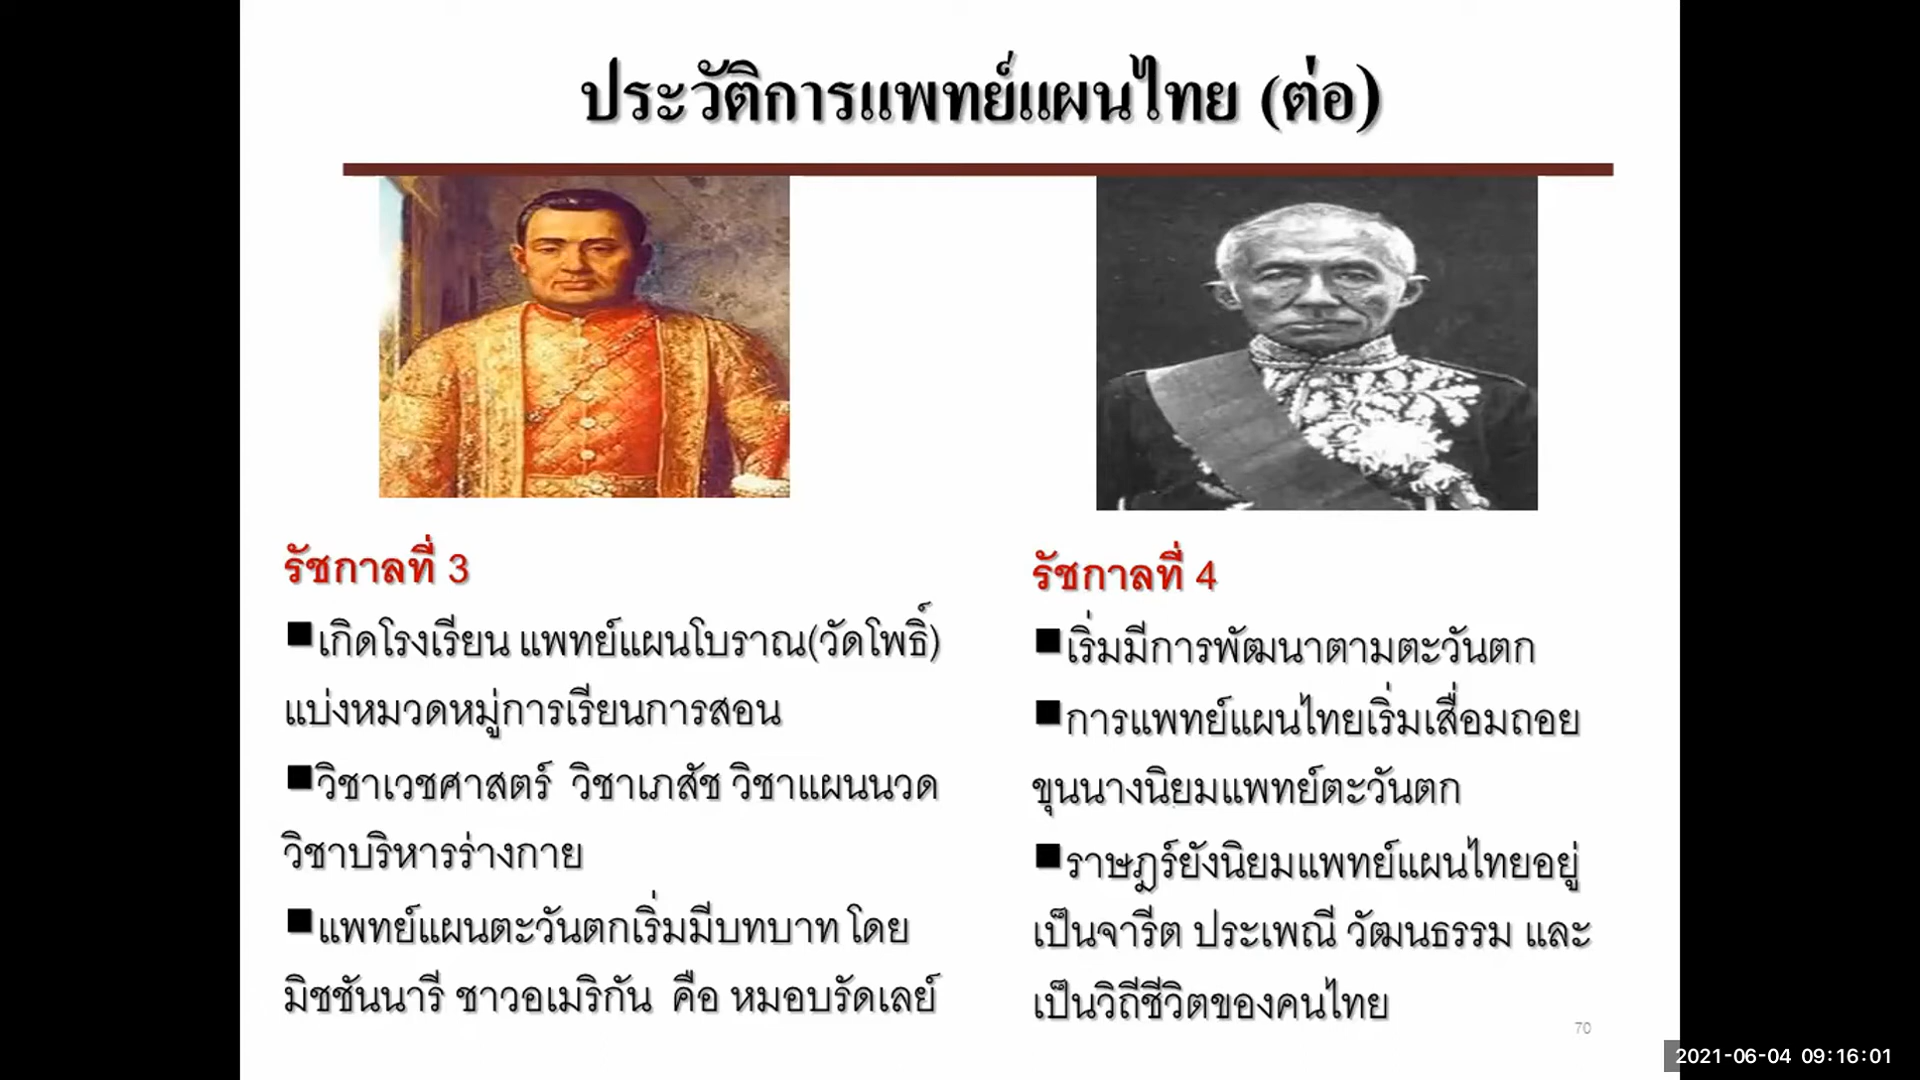 ประวัติการแพทย์แผนไทย (ต่อ)
รัชกาลที่ 3
■เกิดโรงเรียน แพทย์แผนโบราณ(วัดโพธิ์)
แบ่งหมวดหมู่การเรียนการสอน
■วิชาเวชศาสตร์ วิชาเภสัช วิชาแผนนวด
วิชาบริหารร่างกาย
■แพทย์แผนตะวันตกเริ่มมีบทบาท โดย
มิชชันนารี ชาวอเมริกัน คือ หมอบรัดเลย์
รัชกาลที่ 4
■เริ่มมีการพัฒนาตามตะวันตก
■การแพทย์แผนไทยเริ่มเสื่อมถอย
ขุนนางนิยมแพทย์ตะวันตก
■ราษฎร์ยังนิยมแพทย์แผนไทยอยู่
เป็นจารีต ประเพณี วัฒนธรรม และ
เป็นวิถีชีวิตของคนไทย
70
2021-06-04 09:16:01